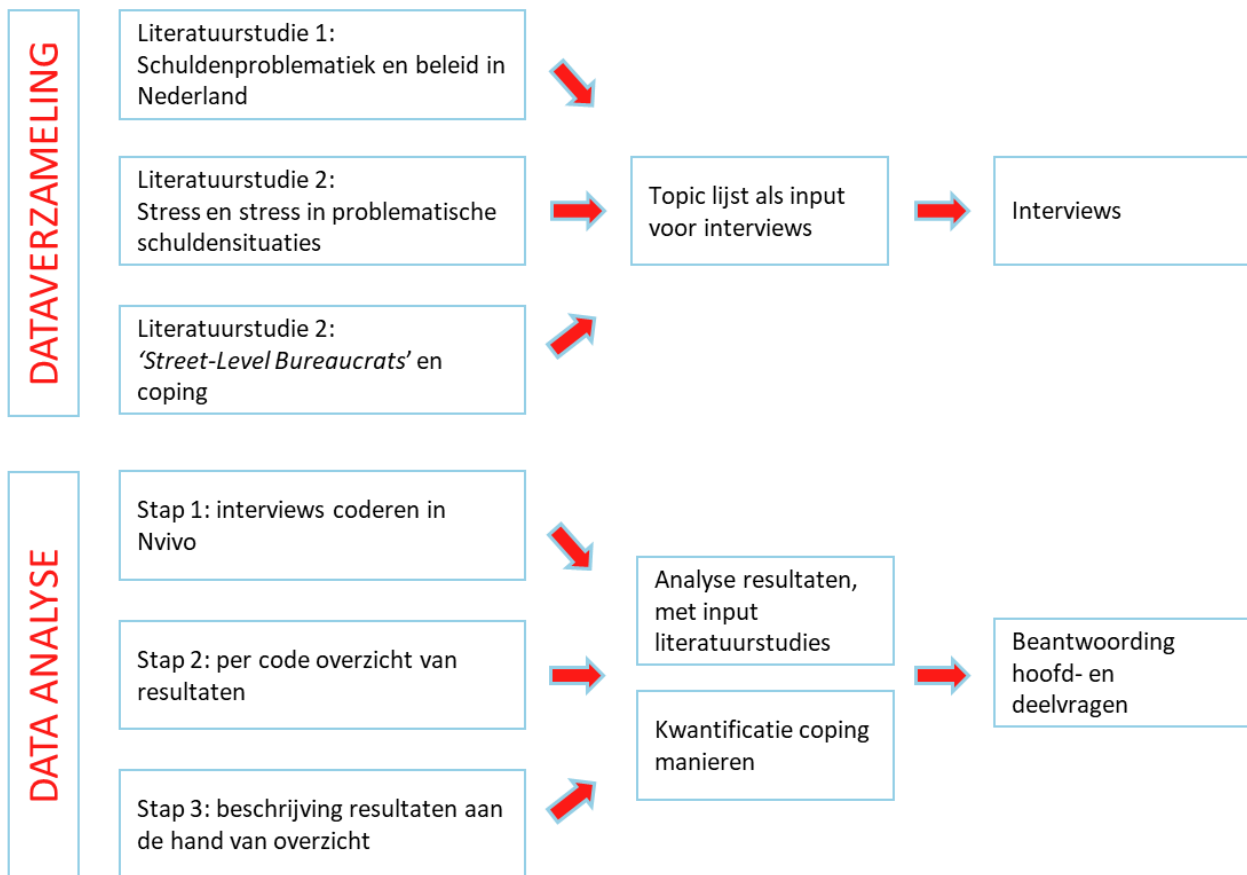 DATAVERZAMELING
Literatuurstudie 1:
Schuldenproblematiek en beleid in
Nederland
Literatuurstudie 2:
Stress en stress in problematische
schuldensituaties
Literatuurstudie 2:
‘Street-Level Bureaucrats’ en
coping
Topic lijst als input
voor interviews
Interviews
DATA ANALYSE
Stap 1: interviews coderen in
Nvivo
Stap 2: per code overzicht van
resultaten
Stap 3: beschrijving resultaten aan
de hand van overzicht
Analyse resultaten,
met input
literatuurstudies
Kwantificatie coping
manieren
Beantwoording
hoofd- en
deelvragen